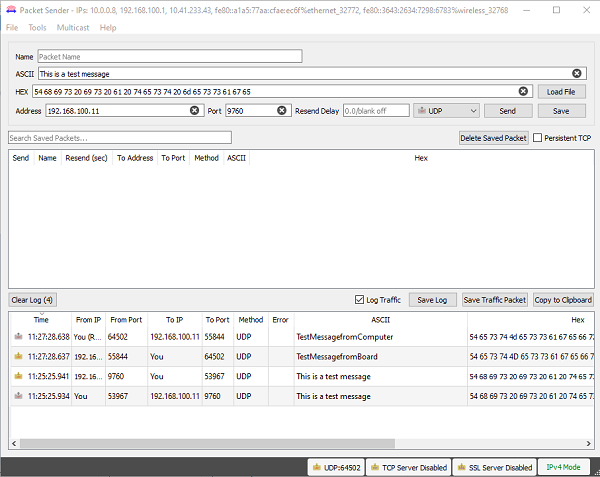 Packet Sender - IPs: 10.0.0.8, 192.168.100.1, 10.41.233.43, fe80::a1a5:77aa:cfae:ec6f%ethernet_32772, fe80::3643:2634:7298:6783%wireless_32768
File Tools Multicast Help
Name Packet Name
ASCII This is a test message
HEX 54 68 69 73 20 69 73 20 61 20 74 65 73 74 20 6d 65 73 73 61 67 65 Load File
Address 192.168.100.11 Port 9760 Resend Delay 0.0/blank off UDP Send Save
Search Saved Packets... Delete Saved Packet Persistent TCP
Send Name Resend (sec) To Address To Port Method ASCII Hex
Clear Log (4) Log Traffic Save Log Save Traffic Packet Copy to Clipboard
Time From IP From Port To IP To Port Method Error ASCII Hex
11:27:28.638 You (R... 64502 192.168.100.11 55844 UDP TestMessagefromComputer 54 65 73 74 4d 65 73 73 61 67 65 66 72
11:27:28.637 192.16... 55844 You 64502 UDP TestMessagefromBoard 54 65 73 74 4D 65 73 73 61 67 65 66 72
11:25:25.941 192.16... 9760 You 53967 UDP This is a test message 54 68 69 73 20 69 73 20 61 20 74 65 73
11:25:25.934 You 53967 192.168.100.11 9760 UDP This is a test message 54 68 69 73 20 69 73 20 61 20 74 65 73
UDP:64502 TCP Server Disabled SSL Server Disabled IPv4 Mode